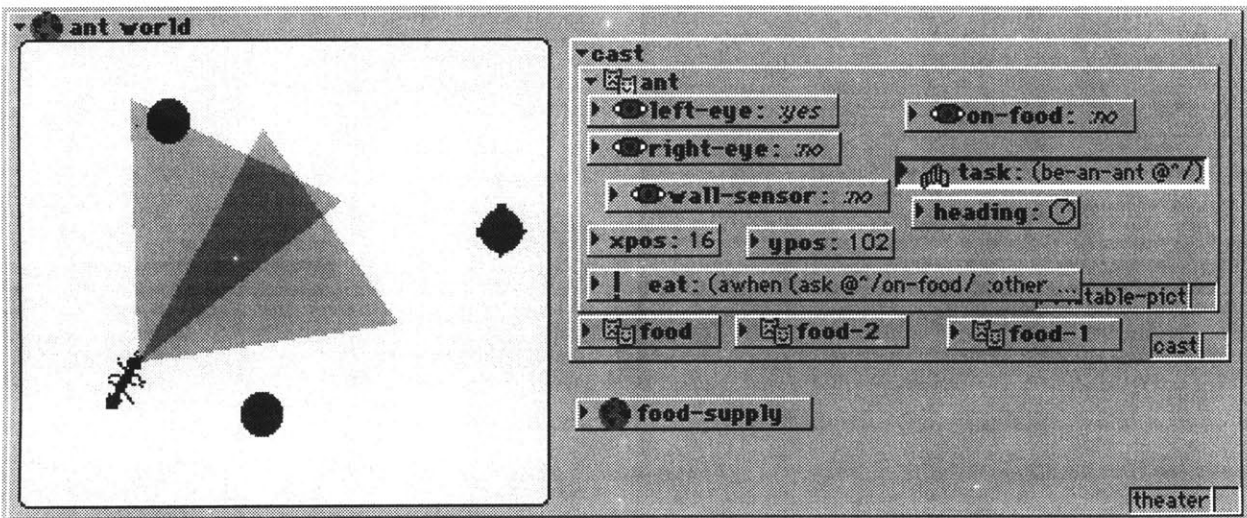 ant world
cast
ant
left-eye: yes
on-food: no
right-eye: no
task: (be-an-ant @^/)
wall-sensor: no
heading:
xpos: 16
ypos: 102
eat: (awhen (ask @^/on-food/ :other ...
table-pict
food
food-2
food-1
cast
food-supply
theater